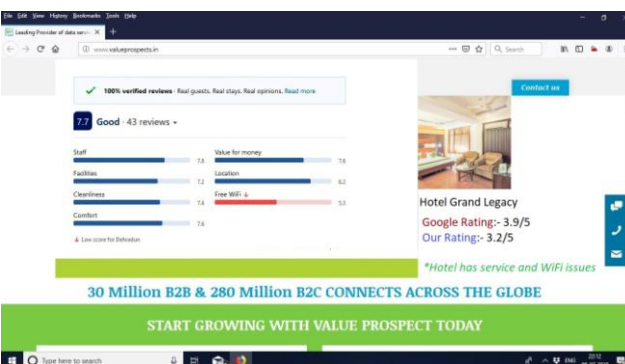 File Edit View History Bookmarks Tools Help
Leading Provider of data servi
www.valueprospects.in
Search
Contact us
100% verified reviews - Real guests. Real stays. Real opinions. Read more
7.7 Good · 43 reviews
Staff
7.8
Value for money
7.8
Facilities
7.2
Location
8.2
Cleanliness
7.4
Free WiFi
5.3
Comfort
7.6
Low score for Dehradun
Hotel Grand Legacy
Google Rating:- 3.9/5
Our Rating:- 3.2/5
*Hotel has service and WiFi issues
30 Million B2B & 280 Million B2C CONNECTS ACROSS THE GLOBE
START GROWING WITH VALUE PROSPECT TODAY
Type here to search
ENG